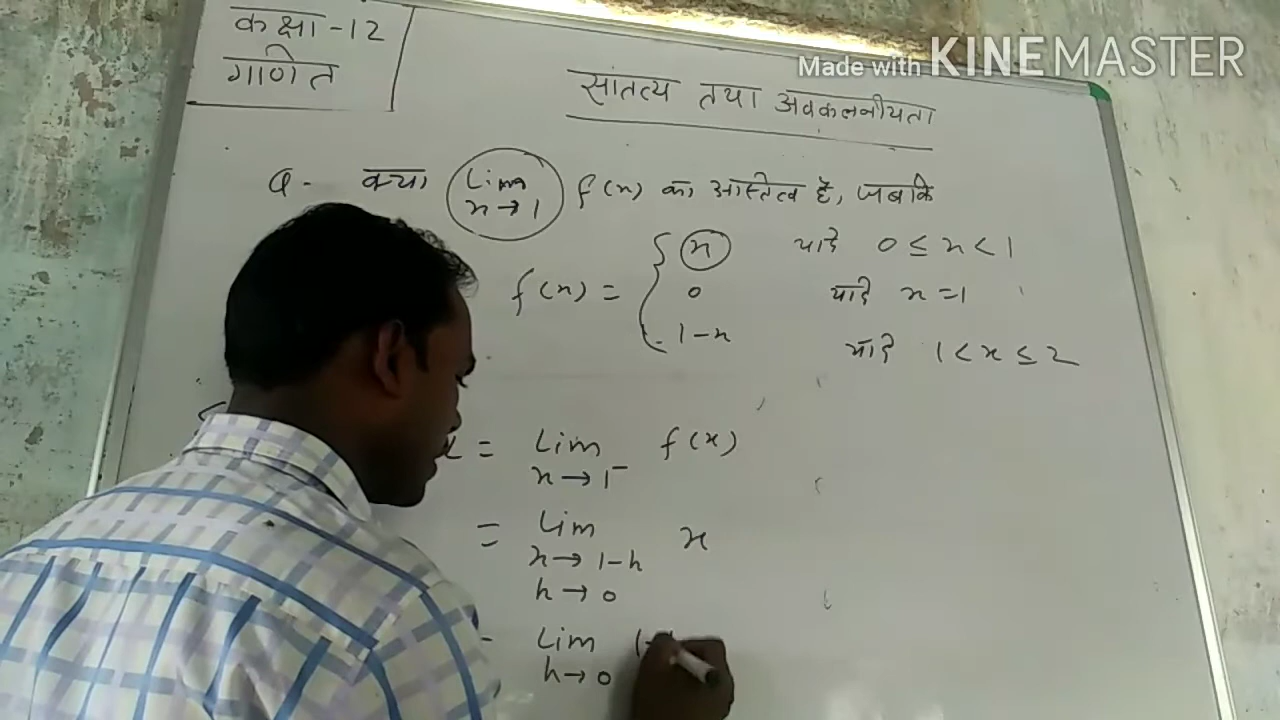 Made with KINEMASTER
कक्षा-12
गणित
सांतत्य तथा अवकलनीयता
Q. क्या Lim f(x) का अस्तित्व है, जबकि
x→1
f(x) = { x यदि 0 ≤ x < 1
0 यदि x = 1
1-x यदि 1 < x ≤ 2
= Lim f(x)
x→1⁻
= Lim x
x→1-h
h→0
Lim
h→0